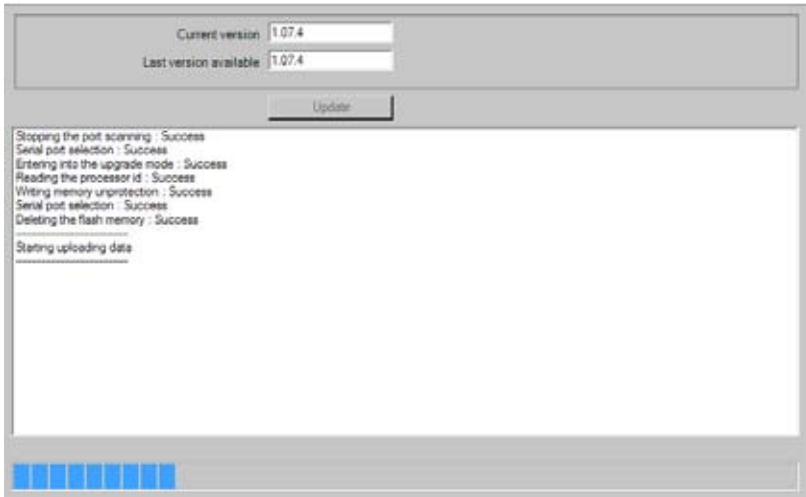 Current version 1.07.4
Last version available 1.07.4
Update
Stopping the port scanning : Success
Serial port selection : Success
Entering into the upgrade mode : Success
Reading the processor id : Success
Writing memory unprotection : Success
Serial port selection : Success
Deleting the flash memory : Success
------------------------------
Starting uploading data
------------------------------